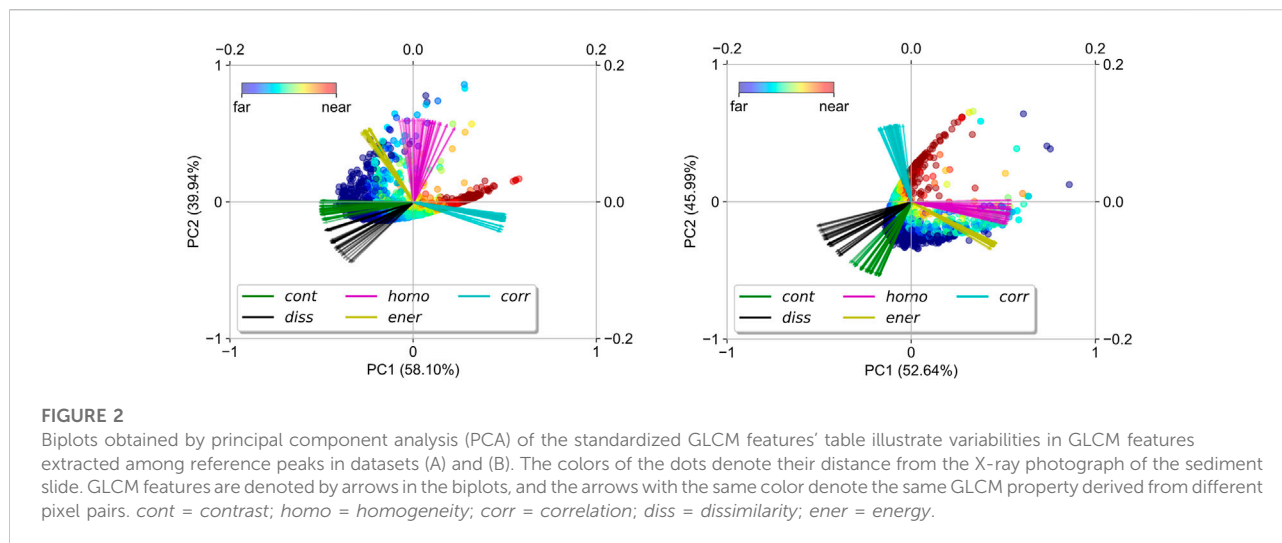 −0.2 0.0 0.2 −0.2 0.0 0.2
1 0.2 1 0.2
far near far near
PC2 (39.94%) PC2 (45.99%)
0 0.0 0 0.0
cont homo corr cont homo corr
diss ener diss ener
−1 −0.2 −1 −0.2
−1 0 1 −1 0 1
PC1 (58.10%) PC1 (52.64%)
FIGURE 2
Biplots obtained by principal component analysis (PCA) of the standardized GLCM features’ table illustrate variabilities in GLCM features
extracted among reference peaks in datasets (A) and (B). The colors of the dots denote their distance from the X-ray photograph of the sediment
slide. GLCM features are denoted by arrows in the biplots, and the arrows with the same color denote the same GLCM property derived from different
pixel pairs. cont = contrast; homo = homogeneity; corr = correlation; diss = dissimilarity; ener = energy.